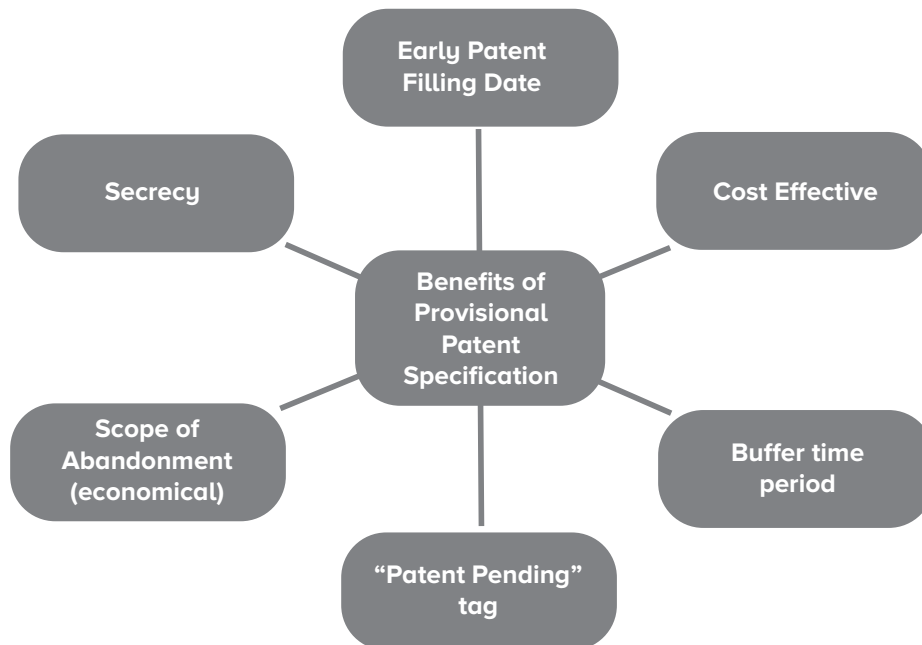 Early Patent
Filling Date
Secrecy
Cost Effective
Benefits of
Provisional
Patent
Specification
Scope of
Abandonment
(economical)
Buffer time
period
“Patent Pending”
tag